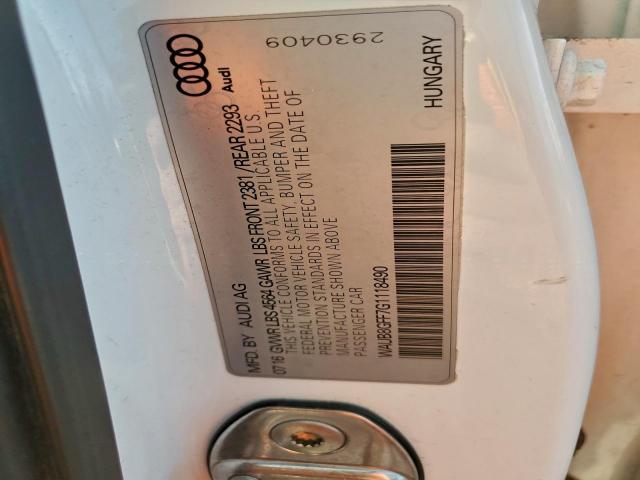 MFD. BY AUDI AG
07/16 GVWR LBS 4564 GAWR LBS FRONT 2381 / REAR 2293
THIS VEHICLE CONFORMS TO ALL APPLICABLE U.S.
FEDERAL MOTOR VEHICLE SAFETY, BUMPER AND THEFT
PREVENTION STANDARDS IN EFFECT ON THE DATE OF
MANUFACTURE SHOWN ABOVE
PASSENGER CAR
WAUB8GFF7G1118490
HUNGARY
Audi
2930409